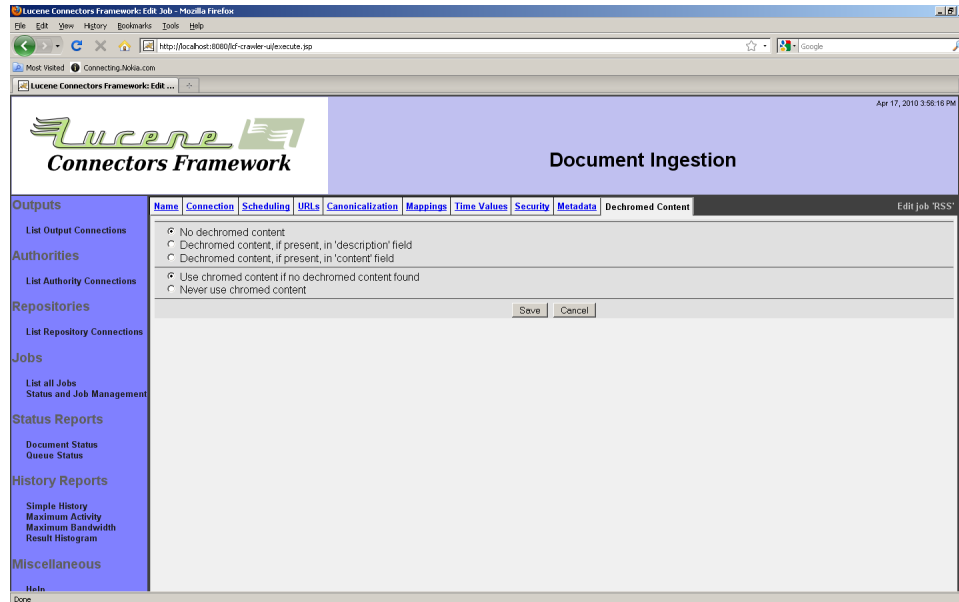 Lucene Connectors Framework: Edit Job - Mozilla Firefox
File Edit View History Bookmarks Tools Help
http://localhost:8080/lcf-crawler-ui/execute.jsp
Google
Most Visited Connecting.Nokia.com
Lucene Connectors Framework: Edit ...
Apr 17, 2010 3:56:16 PM
Lucene
Connectors Framework
Document Ingestion
Name Connection Scheduling URLs Canonicalization Mappings Time Values Security Metadata Dechromed Content Edit job 'RSS'
Outputs
List Output Connections
Authorities
List Authority Connections
Repositories
List Repository Connections
Jobs
List all Jobs
Status and Job Management
Status Reports
Document Status
Queue Status
History Reports
Simple History
Maximum Activity
Maximum Bandwidth
Result Histogram
Miscellaneous
Help
No dechromed content
Dechromed content, if present, in 'description' field
Dechromed content, if present, in 'content' field
Use chromed content if no dechromed content found
Never use chromed content
Save Cancel
Done